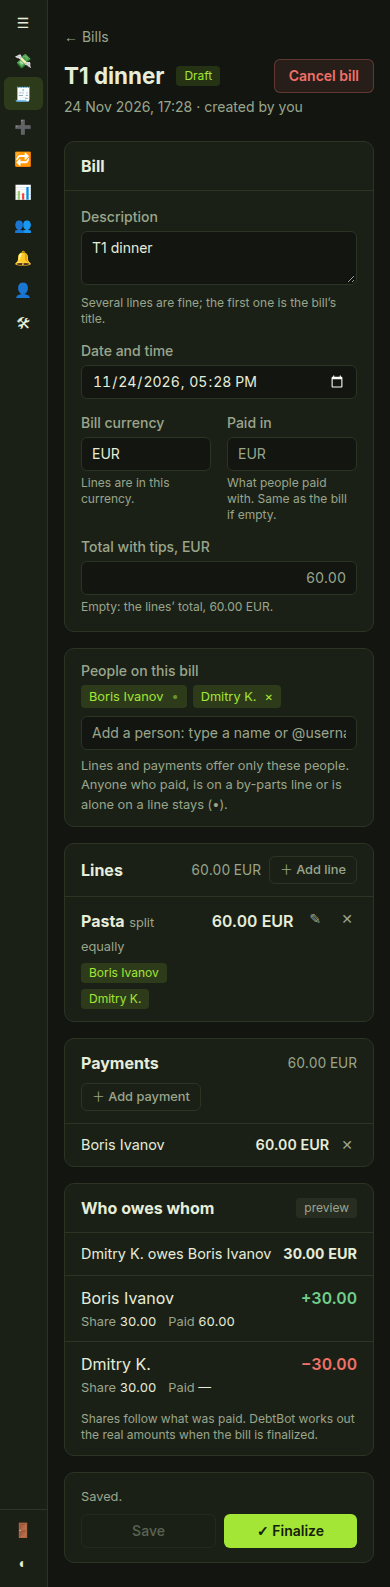 ← Bills
T1 dinner Draft Cancel bill
24 Nov 2026, 17:28 · created by you
Bill
Description
T1 dinner
Several lines are fine; the first one is the bill's
title.
Date and time
11/24/2026, 05:28 PM
Bill currency Paid in
EUR EUR
Lines are in this What people paid
currency. with. Same as the bill
if empty.
Total with tips, EUR
60.00
Empty: the lines' total, 60.00 EUR.
People on this bill
Boris Ivanov • Dmitry K. ×
Add a person: type a name or @userna
Lines and payments offer only these people.
Anyone who paid, is on a by-parts line or is
alone on a line stays (•).
Lines 60.00 EUR + Add line
Pasta split 60.00 EUR ✎ ✕
equally
Boris Ivanov
Dmitry K.
Payments 60.00 EUR
+ Add payment
Boris Ivanov 60.00 EUR ✕
Who owes whom preview
Dmitry K. owes Boris Ivanov 30.00 EUR
Boris Ivanov +30.00
Share 30.00 Paid 60.00
Dmitry K. −30.00
Share 30.00 Paid —
Shares follow what was paid. DebtBot works out
the real amounts when the bill is finalized.
Saved.
Save ✓ Finalize